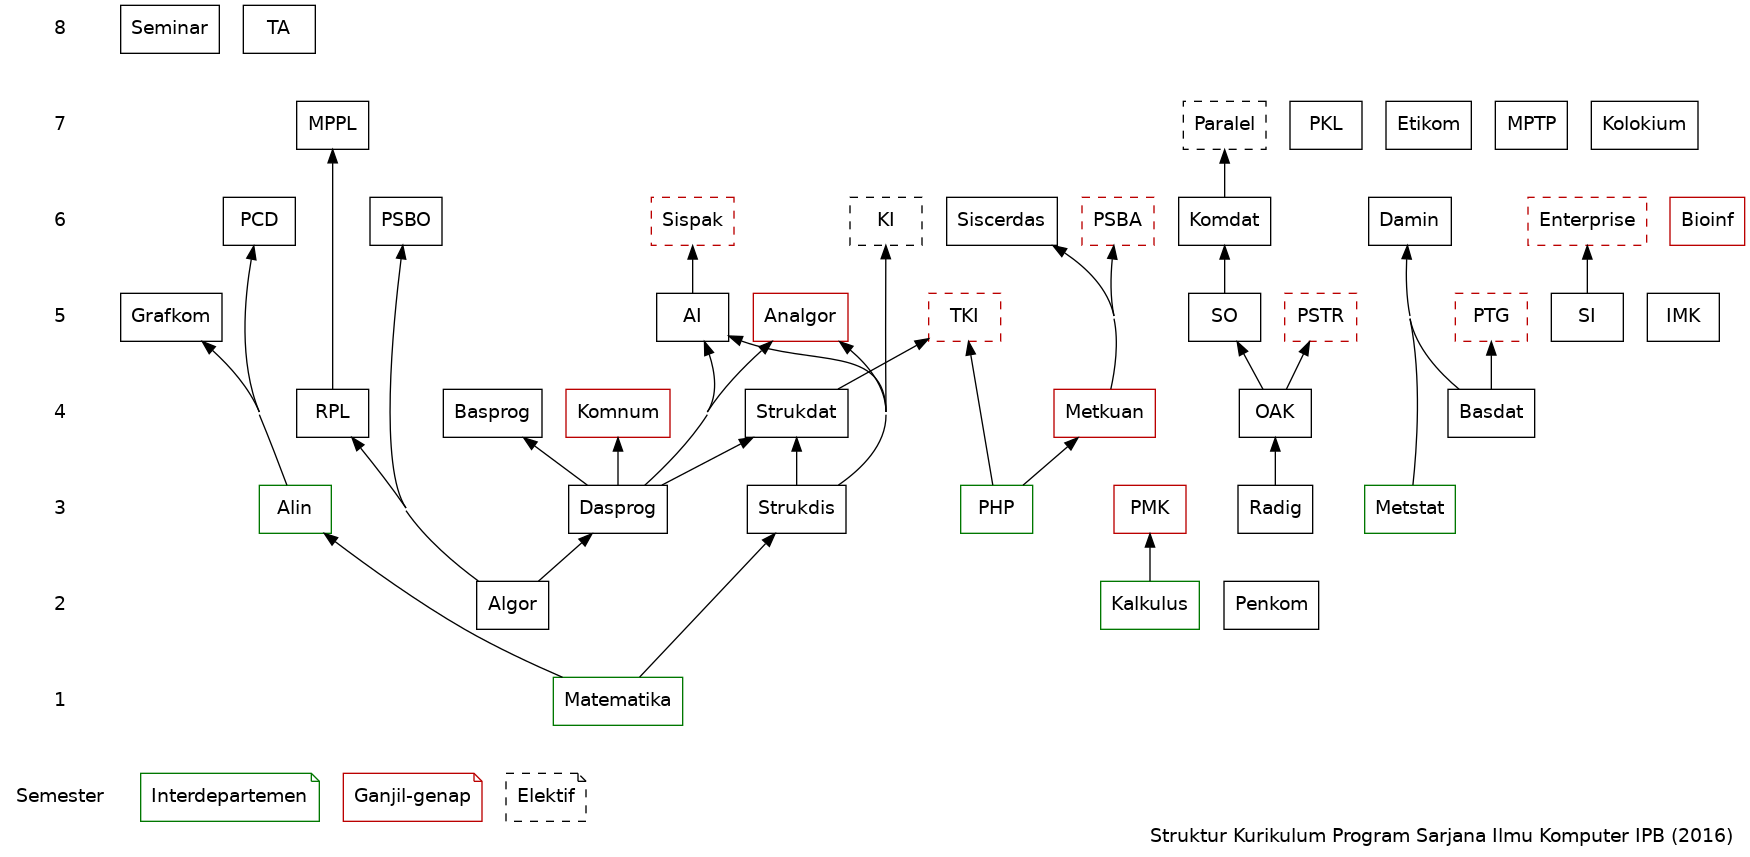 8 Seminar TA
7 MPPL Paralel PKL Etikom MPTP Kolokium
6 PCD PSBO Sispak KI Siscerdas PSBA Komdat Damin Enterprise Bioinf
5 Grafkom AI Analgor TKI SO PSTR PTG SI IMK
4 RPL Basprog Komnum Strukdat Metkuan OAK Basdat
3 Alin Dasprog Strukdis PHP PMK Radig Metstat
2 Algor Kalkulus Penkom
1 Matematika
Semester Interdepartemen Ganjil-genap Elektif
Struktur Kurikulum Program Sarjana Ilmu Komputer IPB (2016)